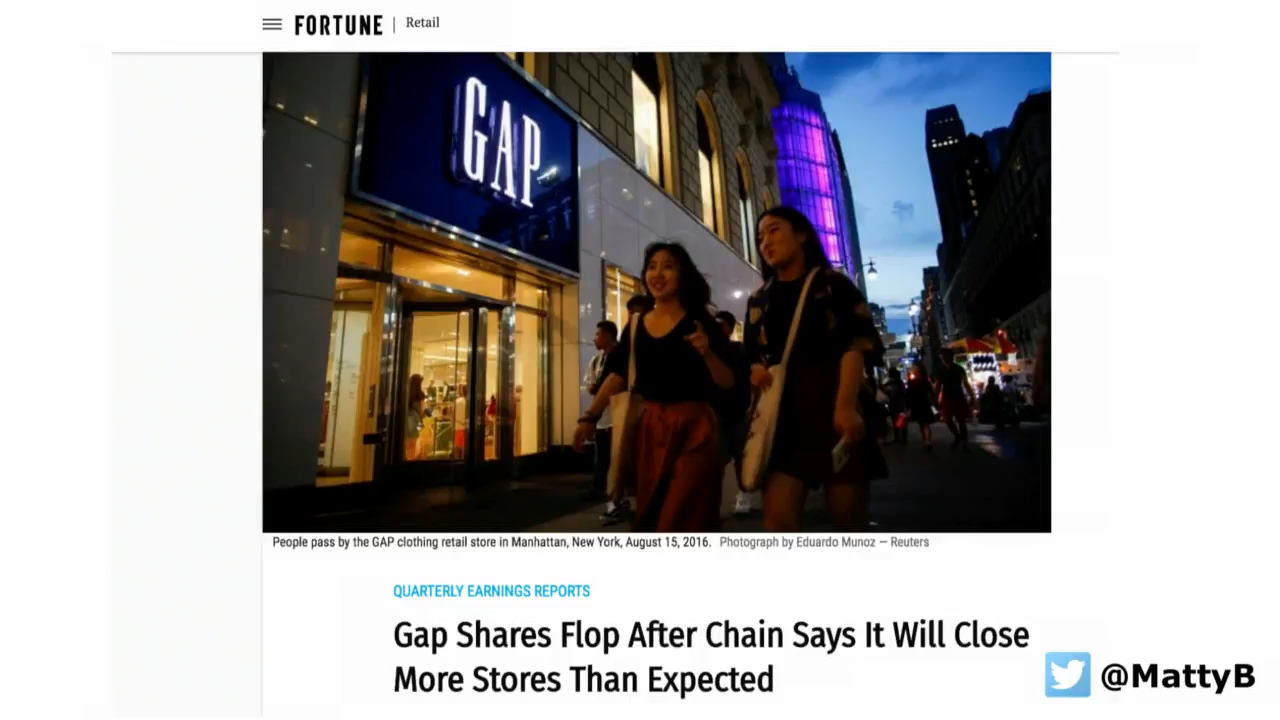 FORTUNE | Retail
GAP
People pass by the GAP clothing retail store in Manhattan, New York, August 15, 2016. Photograph by Eduardo Munoz — Reuters
QUARTERLY EARNINGS REPORTS
Gap Shares Flop After Chain Says It Will Close
More Stores Than Expected
@MattyB